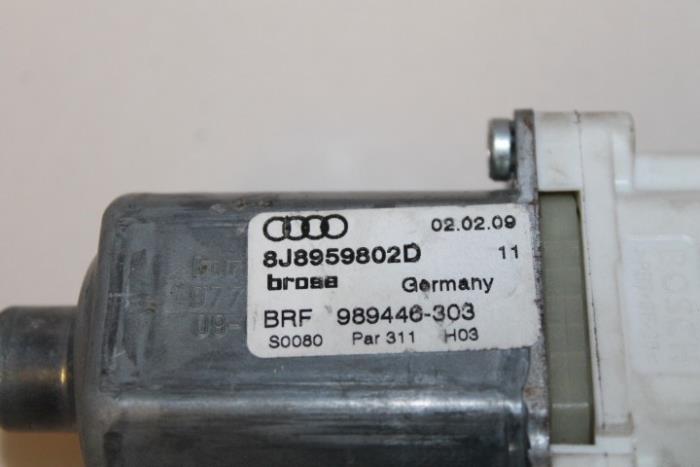 02.02.09
8J8959802D 11
brose Germany
BRF 989446-303
S0080 Par 311 H03